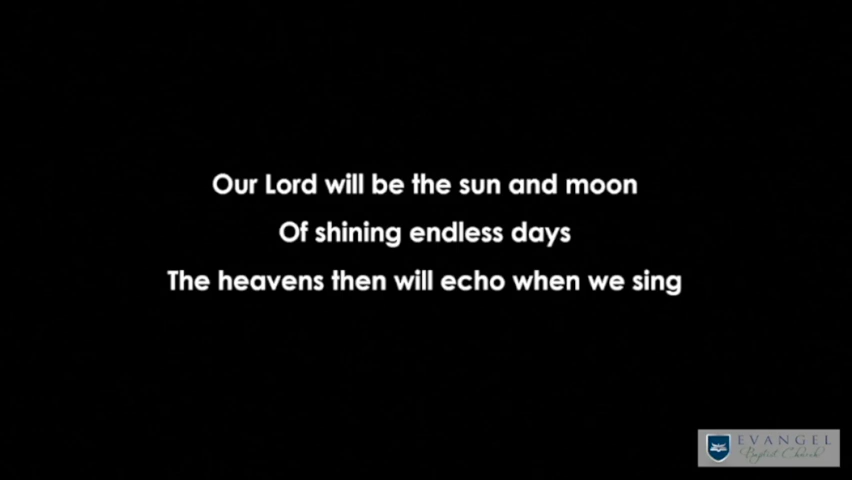 Our Lord will be the sun and moon
Of shining endless days
The heavens then will echo when we sing
EVANGEL
Baptist Church